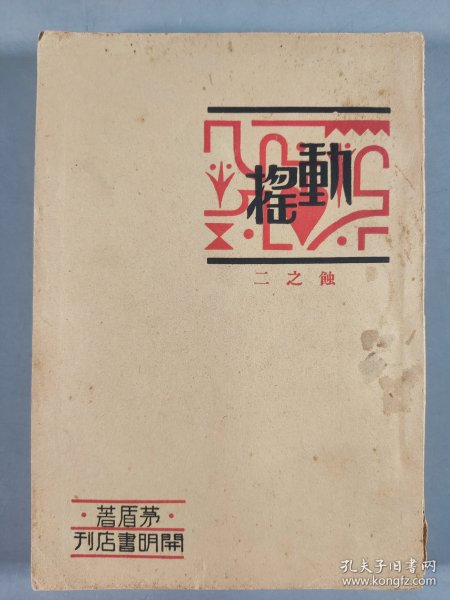 動搖
蝕之二
·茅盾著·
開明書店刊
孔夫子旧书网
www.kongfz.com